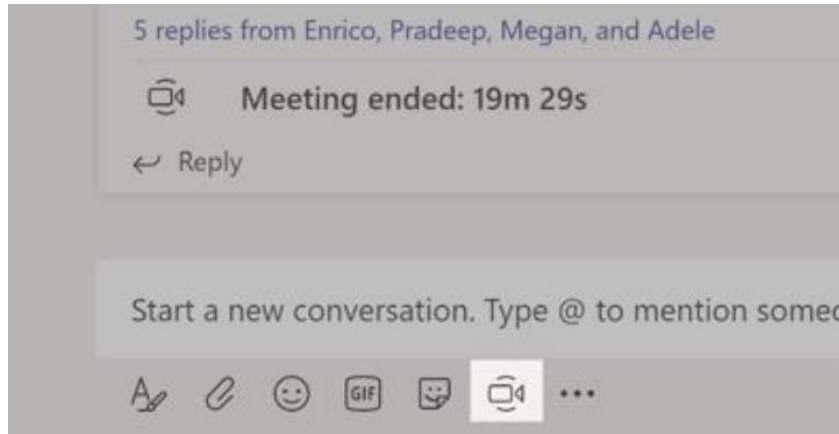 5 replies from Enrico, Pradeep, Megan, and Adele
Meeting ended: 19m 29s
Reply
Start a new conversation. Type @ to mention
GIF